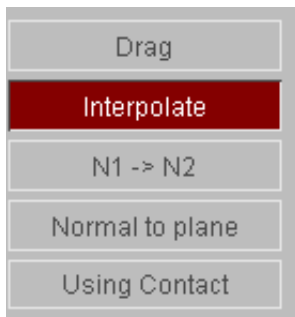 Drag
Interpolate
N1 -> N2
Normal to plane
Using Contact